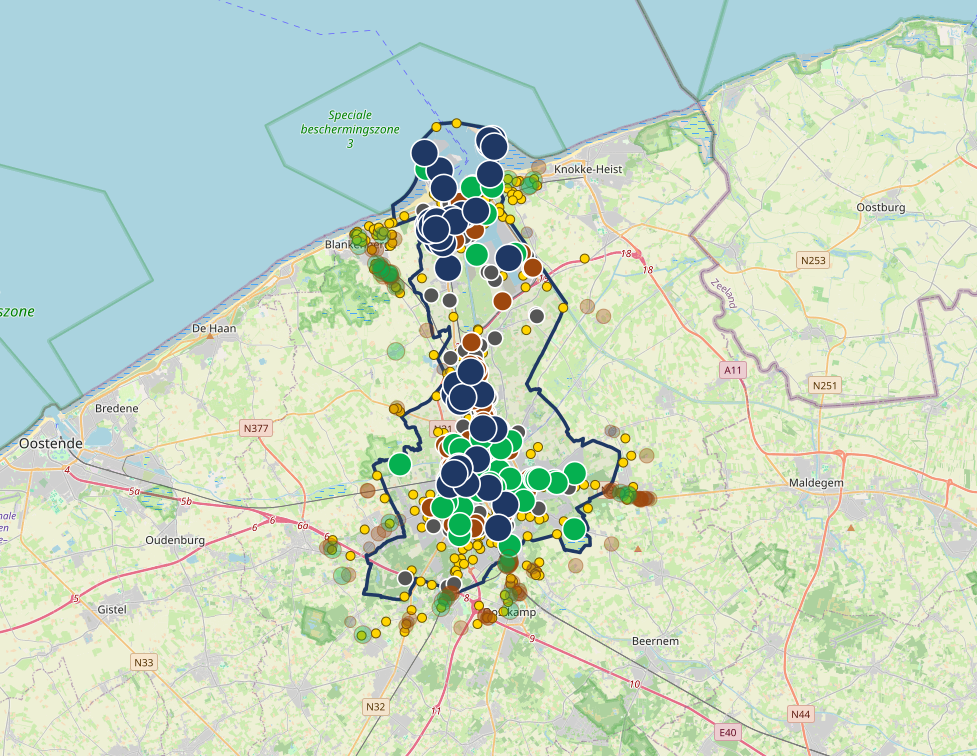 Speciale
beschermingszone
3
Knokke-Heist
Oostburg
N253
18
18
Zeeland
szone
De Haan
A11
N251
Bredene
N377
Oostende
4
5a
5b
Maldegem
6
6
6a
6
Oudenburg
5
Gistel
8
9
Beernem
N33
10
N32
11
N44
E40